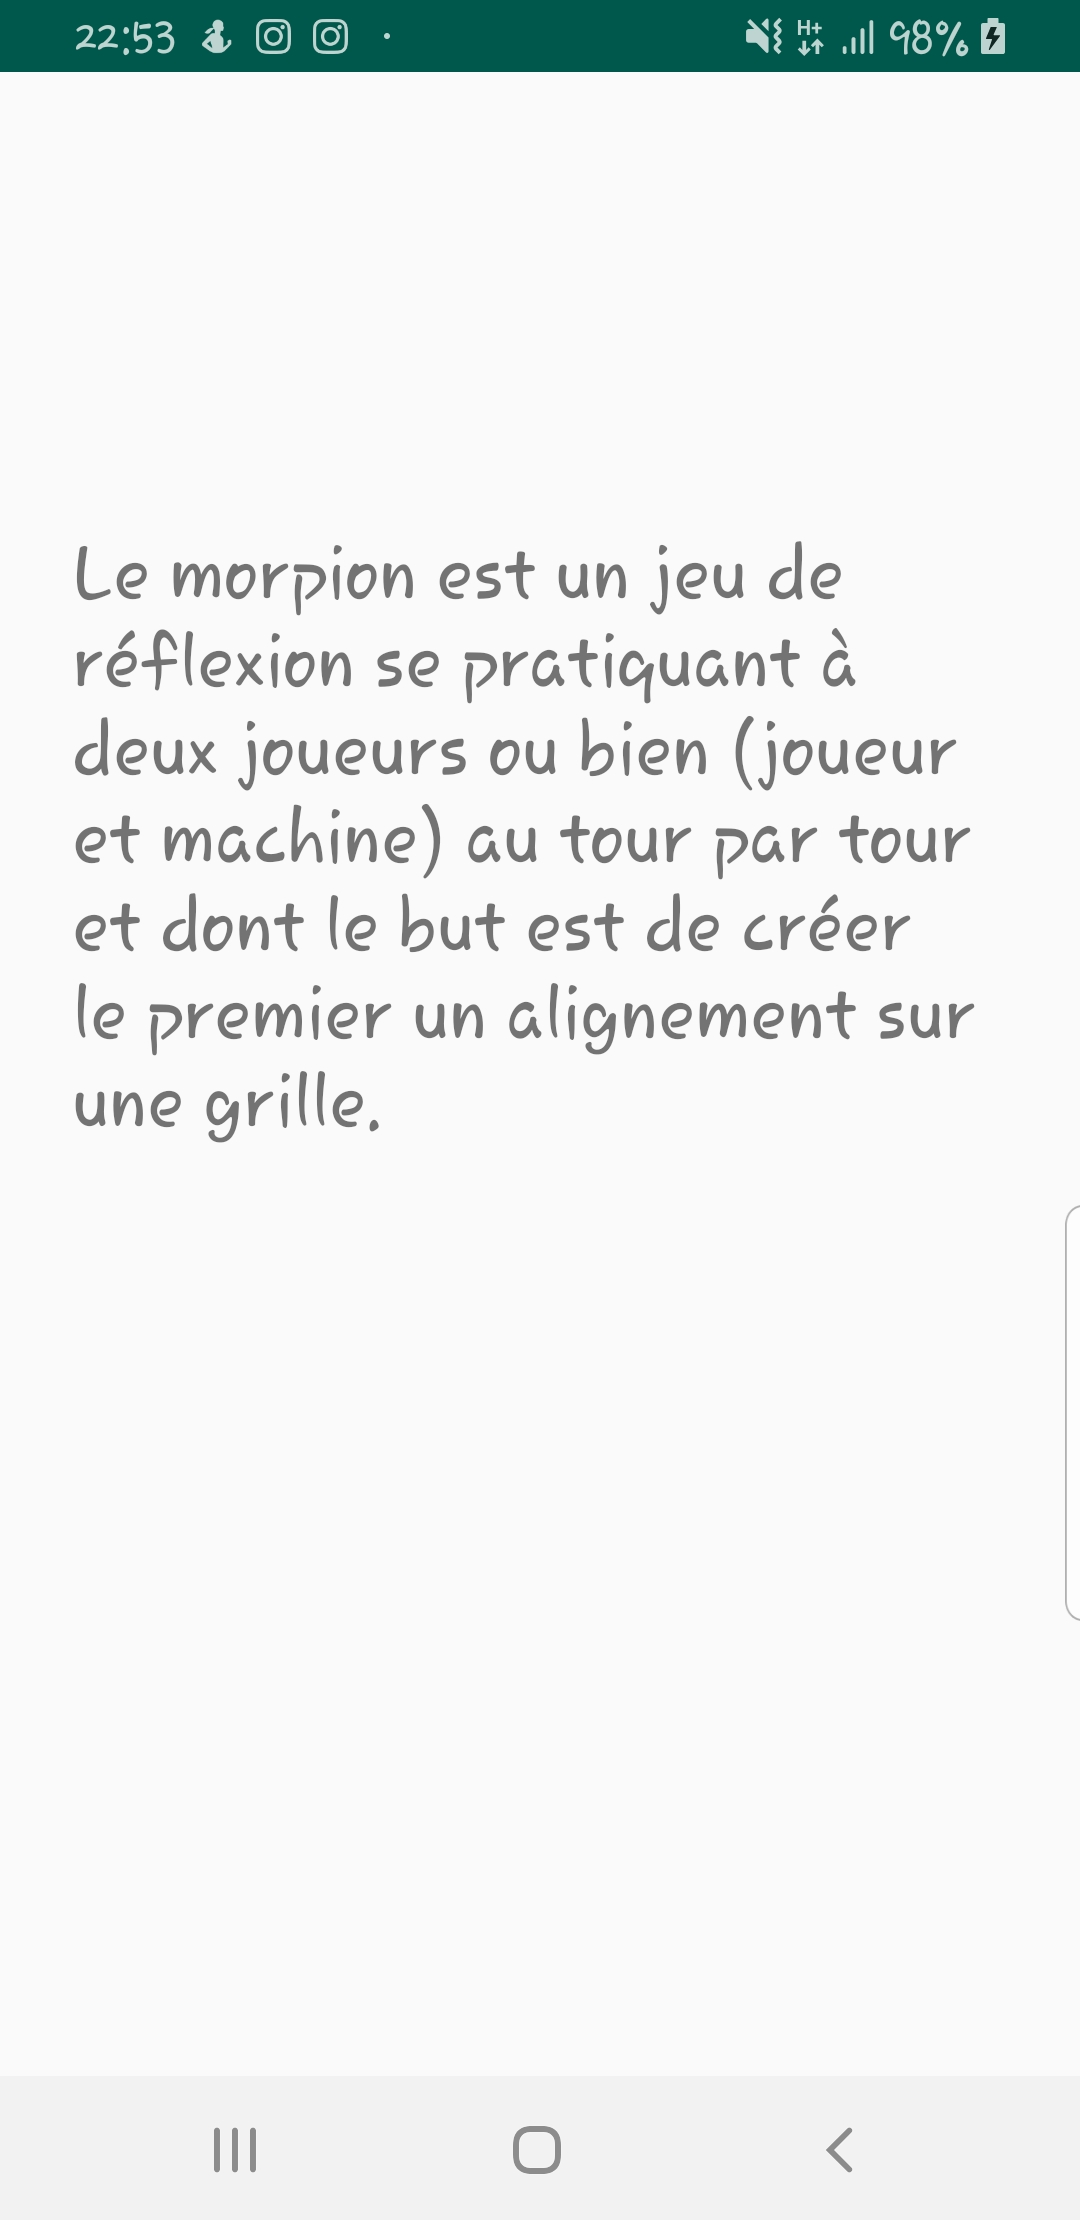 22:53 H+ 98%
Le morpion est un jeu de
réflexion se pratiquant à
deux joueurs ou bien (joueur
et machine) au tour par tour
et dont le but est de créer
le premier un alignement sur
une grille.